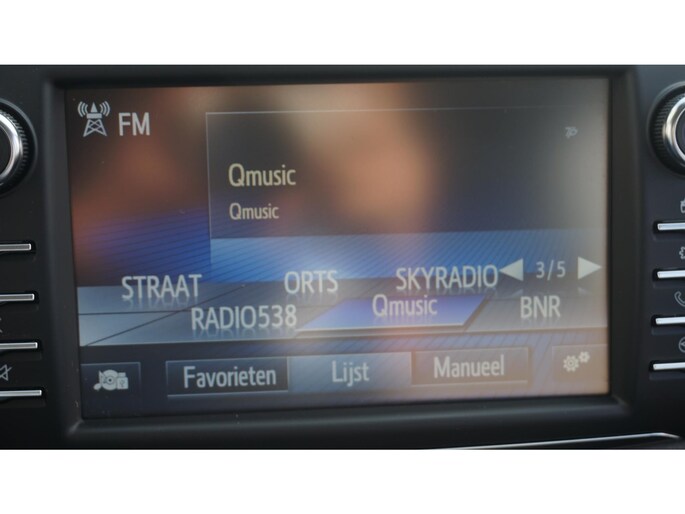 FM
Qmusic
Qmusic
STRAAT ORTS SKYRADIO 3/5
RADIO538 Qmusic BNR
Favorieten Lijst Manueel